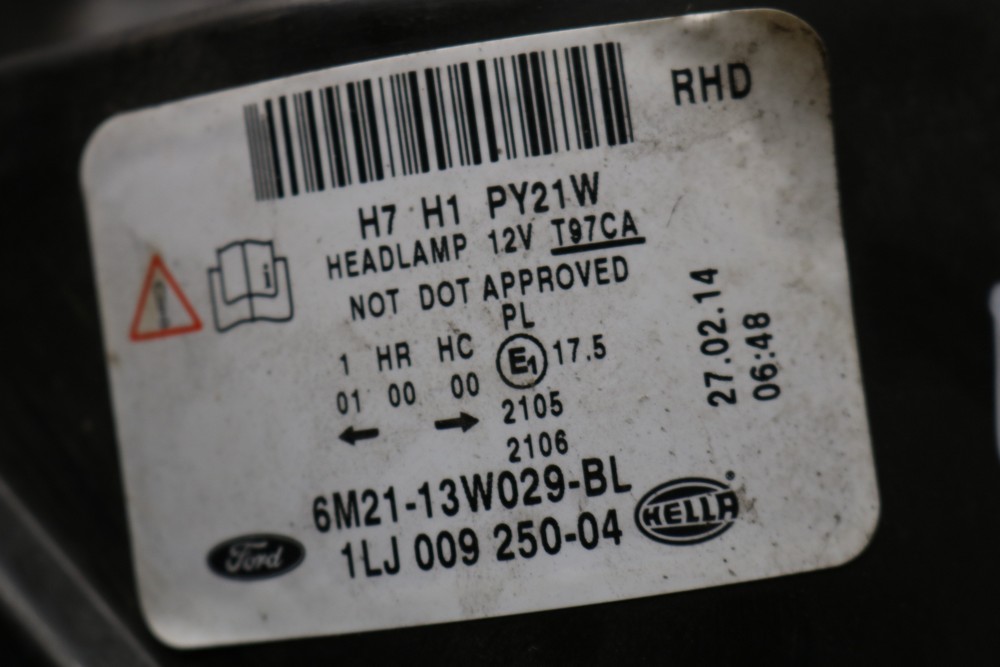 RHD
H7 H1 PY21W
HEADLAMP 12V T97CA
NOT DOT APPROVED
PL
1 HR HC E1 17.5
01 00 00
2105
2106
6M21-13W029-BL
1LJ 009 250-04
Ford
HELLA
27.02.14
06:48